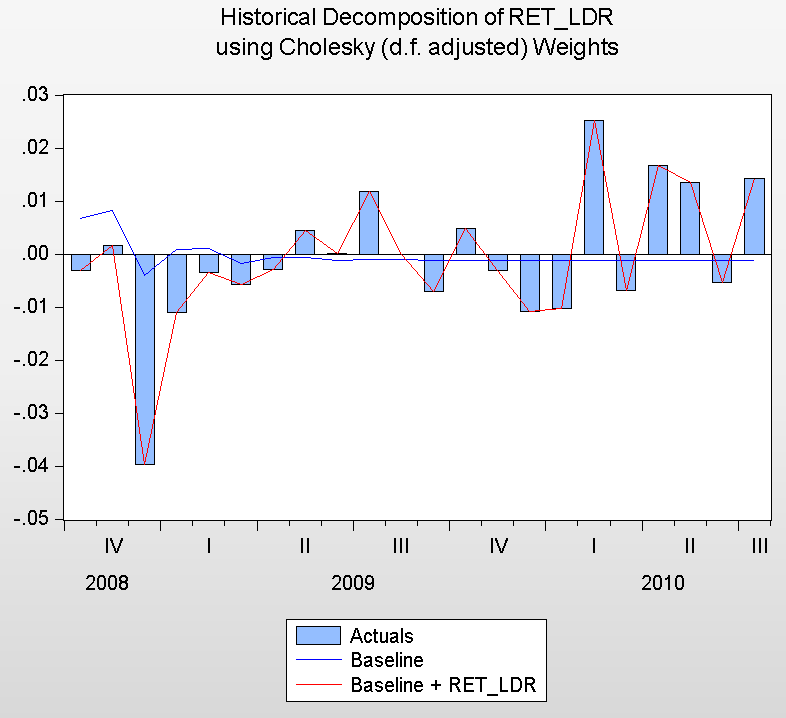 Historical Decomposition of RET_LDR
using Cholesky (d.f. adjusted) Weights
.03
.02
.01
.00
-.01
-.02
-.03
-.04
-.05
IV I II III IV I II III
2008 2009 2010
Actuals
Baseline
Baseline + RET_LDR